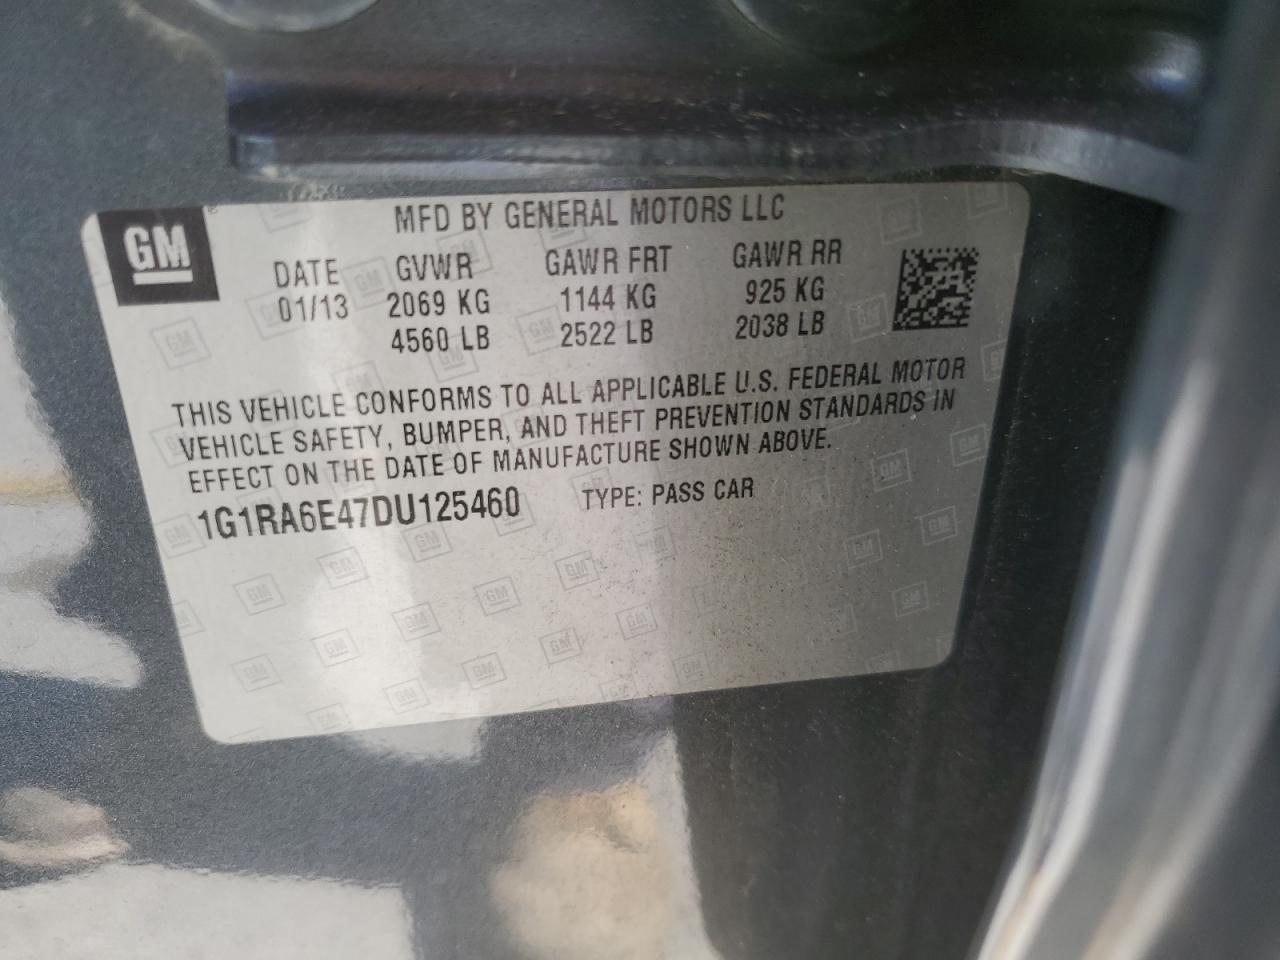 GM
MFD BY GENERAL MOTORS LLC
DATE GVWR GAWR FRT GAWR RR
01/13 2069 KG 1144 KG 925 KG
4560 LB 2522 LB 2038 LB
THIS VEHICLE CONFORMS TO ALL APPLICABLE U.S. FEDERAL MOTOR
VEHICLE SAFETY, BUMPER, AND THEFT PREVENTION STANDARDS IN
EFFECT ON THE DATE OF MANUFACTURE SHOWN ABOVE.
1G1RA6E47DU125460 TYPE: PASS CAR